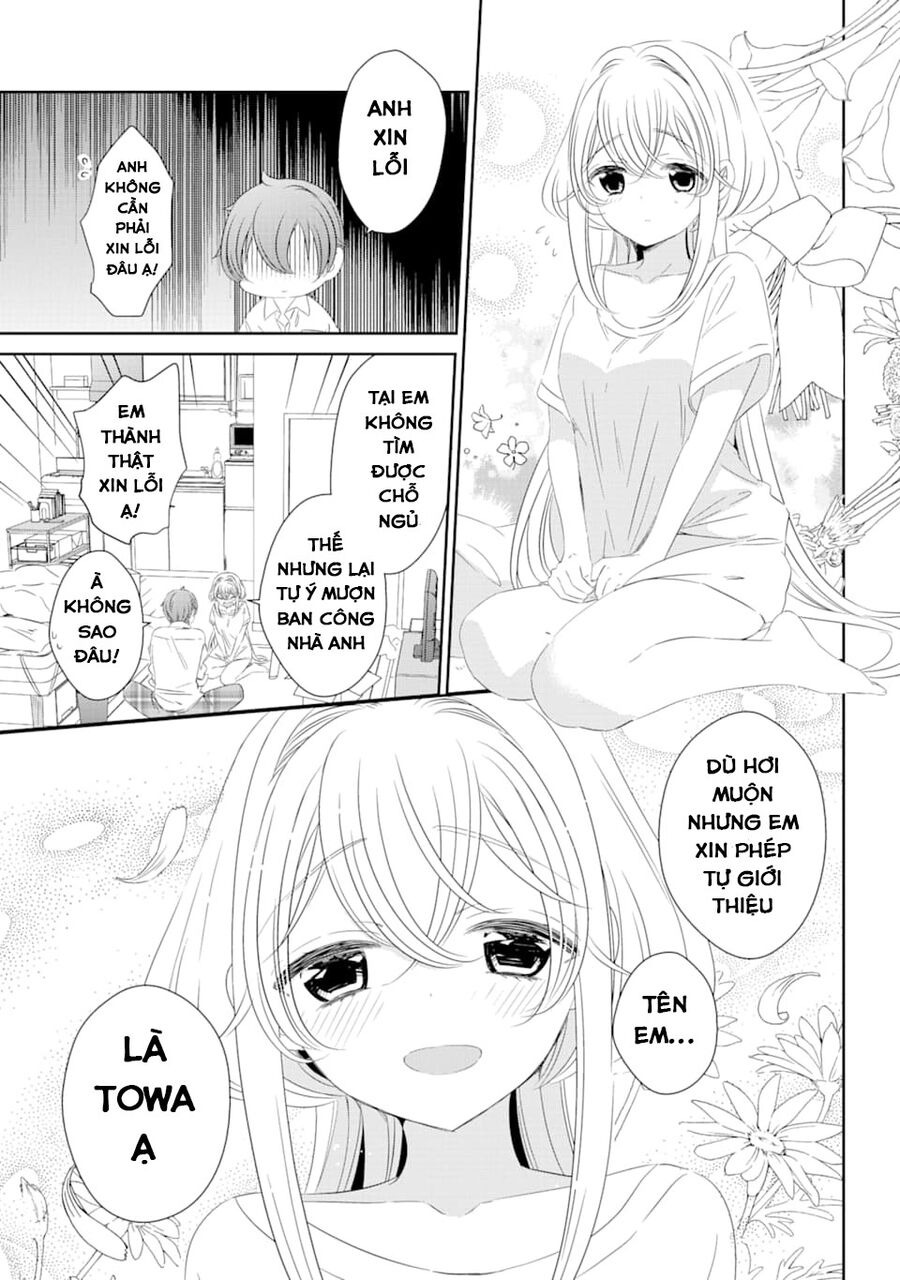 ANH
XIN
LỖI
ANH
KHÔNG
CẦN
PHẢI
XIN LỖI
ĐÂU Ạ!
TẠI EM
KHÔNG
TÌM
ĐƯỢC
CHỖ
NGỦ
THẾ
NHƯNG LẠI
TỰ Ý MƯỢN
BAN CÔNG
NHÀ ANH
EM
THÀNH
THẬT
XIN LỖI
Ạ!
À
KHÔNG
SAO
ĐÂU!
DÙ HƠI
MUỘN
NHƯNG EM
XIN PHÉP
TỰ GIỚI
THIỆU
TÊN
EM...
LÀ
TOWA
Ạ